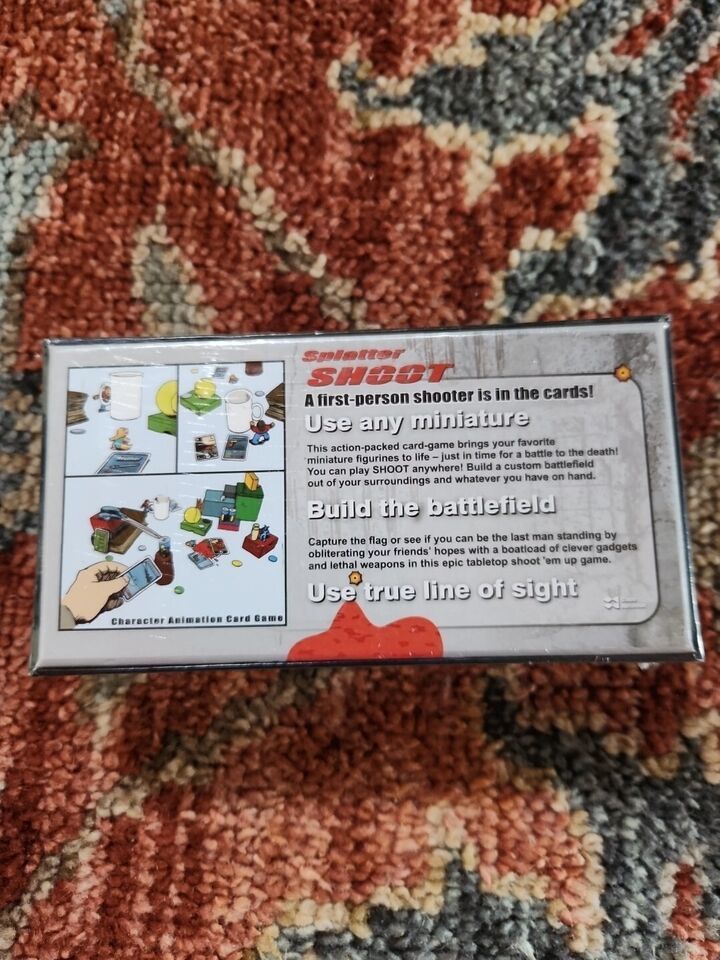 Splatter
SHOOT
A first-person shooter is in the cards!
Use any miniature
This action-packed card-game brings your favorite
miniature figurines to life – just in time for a battle to the death!
You can play SHOOT anywhere! Build a custom battlefield
out of your surroundings and whatever you have on hand.
Build the battlefield
Capture the flag or see if you can be the last man standing by
obliterating your friends' hopes with a boatload of clever gadgets
and lethal weapons in this epic tabletop shoot 'em up game.
Use true line of sight
Character Animation Card Game